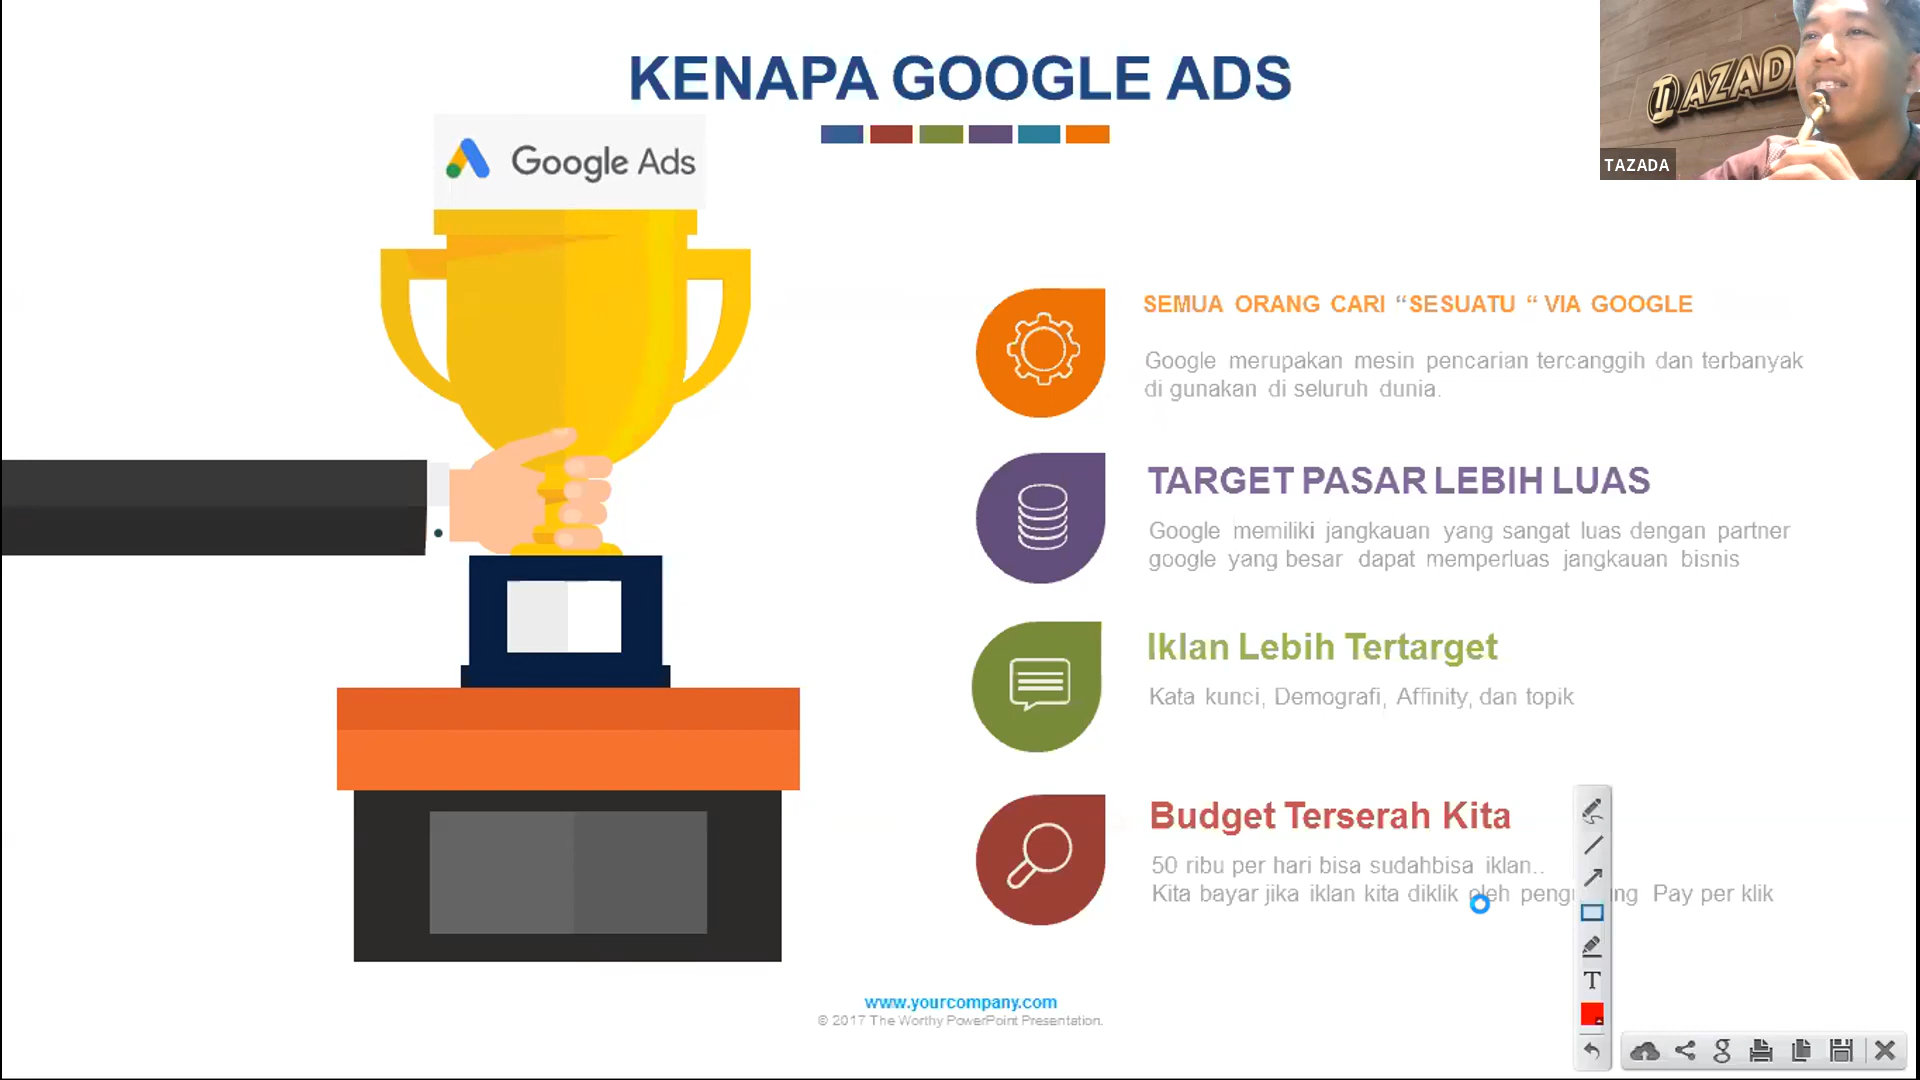 KENAPA GOOGLE ADS
Google Ads
AZAD
TAZADA
SEMUA ORANG CARI “SESUATU “ VIA GOOGLE
Google merupakan mesin pencarian tercanggih dan terbanyak
di gunakan di seluruh dunia.
TARGET PASAR LEBIH LUAS
Google memiliki jangkauan yang sangat luas dengan partner
google yang besar dapat memperluas jangkauan bisnis
Iklan Lebih Tertarget
Kata kunci, Demografi, Affinity, dan topik
Budget Terserah Kita
50 ribu per hari bisa sudahbisa iklan..
Kita bayar jika iklan kita diklik Pay per klik
www.yourcompany.com
© 2017 The Worthy PowerPoint Presentation.